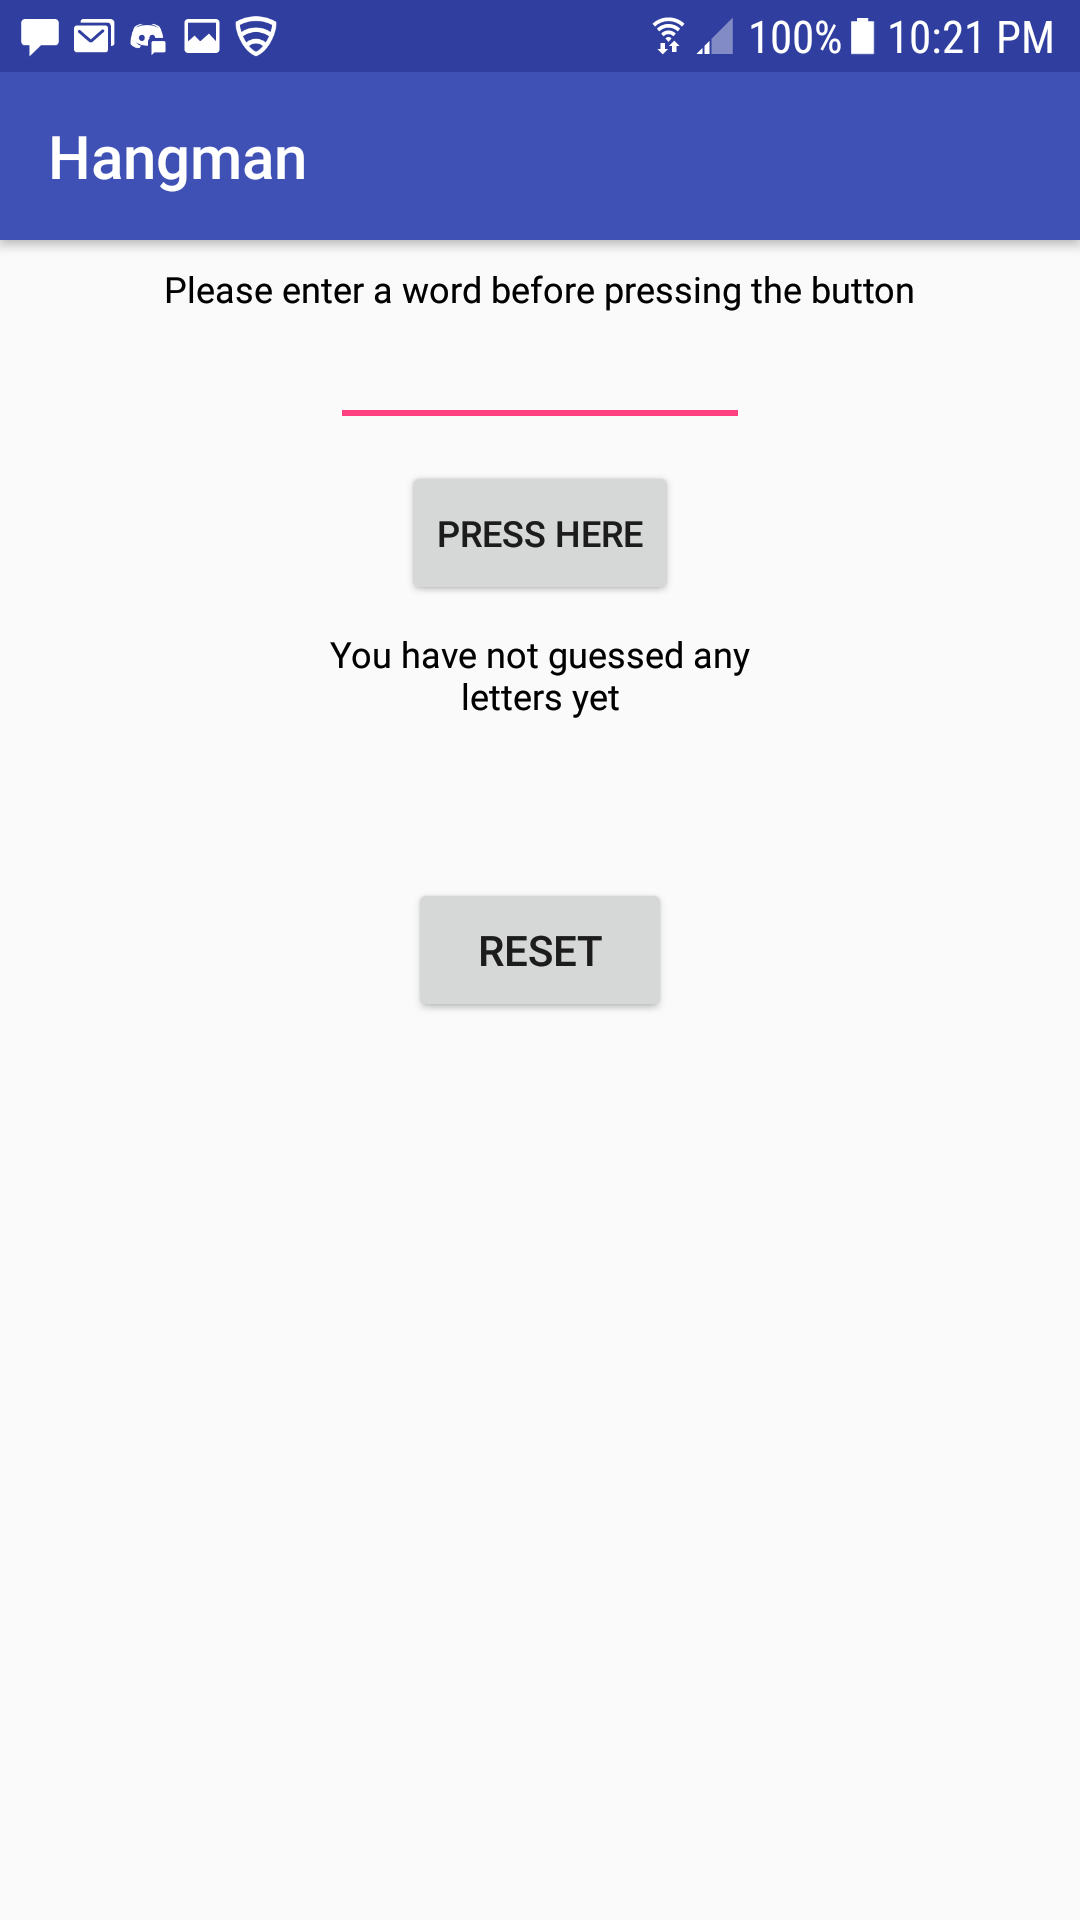 100% 10:21 PM
Hangman
Please enter a word before pressing the button
PRESS HERE
You have not guessed any
letters yet
RESET